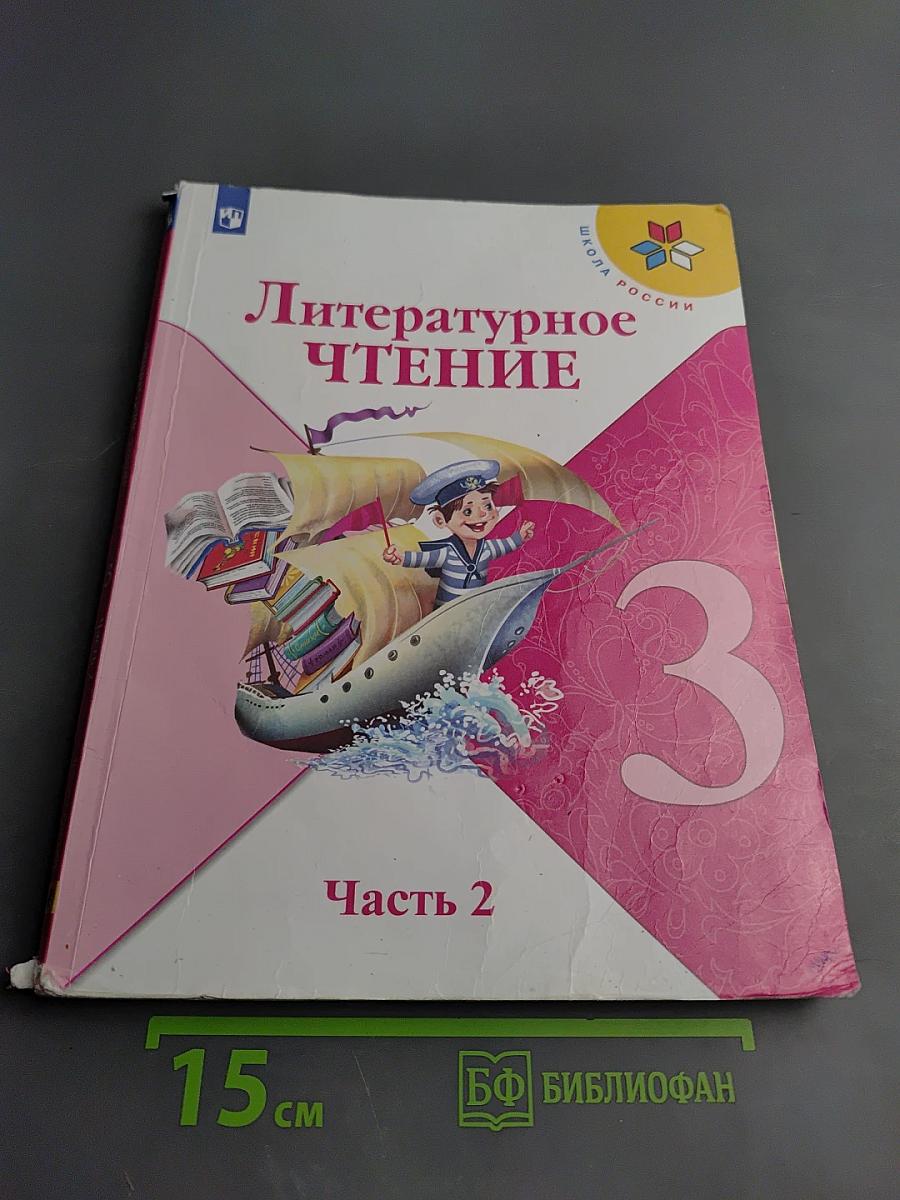 ШКОЛА РОССИИ
Литературное
ЧТЕНИЕ
3
Часть 2
15 см
БФ БИБЛИОФАН